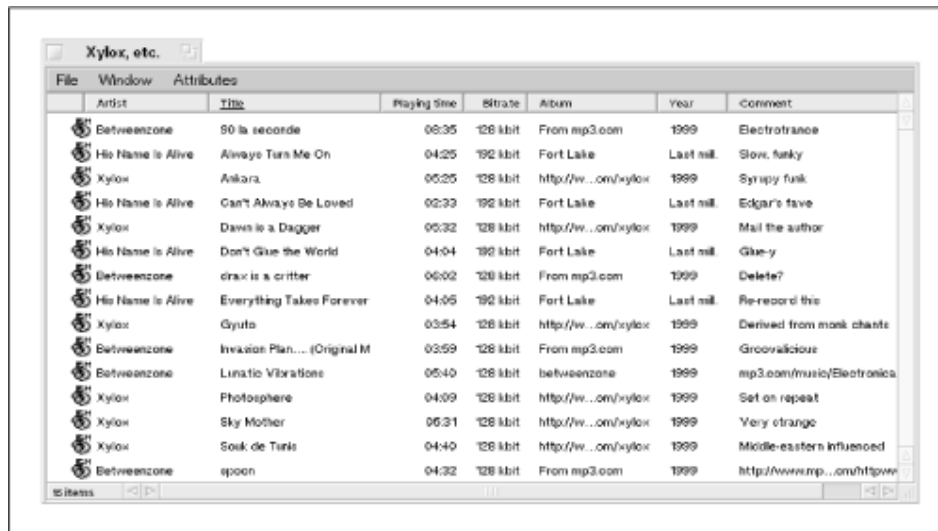 Xylox, etc.
File Window Attributes
Artist Title Playing time Bitrate Album Year Comment
Betweenzone 90 la seconde 08:35 128 kbit From mp3.com 1999 Electrotrance
His Name Is Alive Always Turn Me On 04:25 192 kbit Fort Lake Last mill. Slow, funky
Xylox Ankara 05:25 128 kbit http://w...om/xylox 1999 Syrupy funk
His Name Is Alive Can't Always Be Loved 02:33 192 kbit Fort Lake Last mill. Edgar's fave
Xylox Dawn is a Dagger 05:32 128 kbit http://w...om/xylox 1999 Mail the author
His Name Is Alive Don't Glue the World 04:04 192 kbit Fort Lake Last mill. Glue-y
Betweenzone drax is a critter 06:02 128 kbit From mp3.com 1999 Delete?
His Name Is Alive Everything Takes Forever 04:05 192 kbit Fort Lake Last mill. Re-record this
Xylox Gyuto 03:54 128 kbit http://w...om/xylox 1999 Derived from monk chants
Betweenzone Invasion Plan.... (Original M 03:59 128 kbit From mp3.com 1999 Groovalicious
Betweenzone Lunatic Vibrations 05:40 128 kbit betweenzone 1999 mp3.com/music/Electronica
Xylox Photosphere 04:09 128 kbit http://w...om/xylox 1999 Set on repeat
Xylox Sky Mother 06:31 128 kbit http://w...om/xylox 1999 Very strange
Xylox Souk de Tunis 04:40 128 kbit http://w...om/xylox 1999 Middle-eastern influenced
Betweenzone spoon 04:32 128 kbit From mp3.com 1999 http://www.mp...om/httpww
15 items